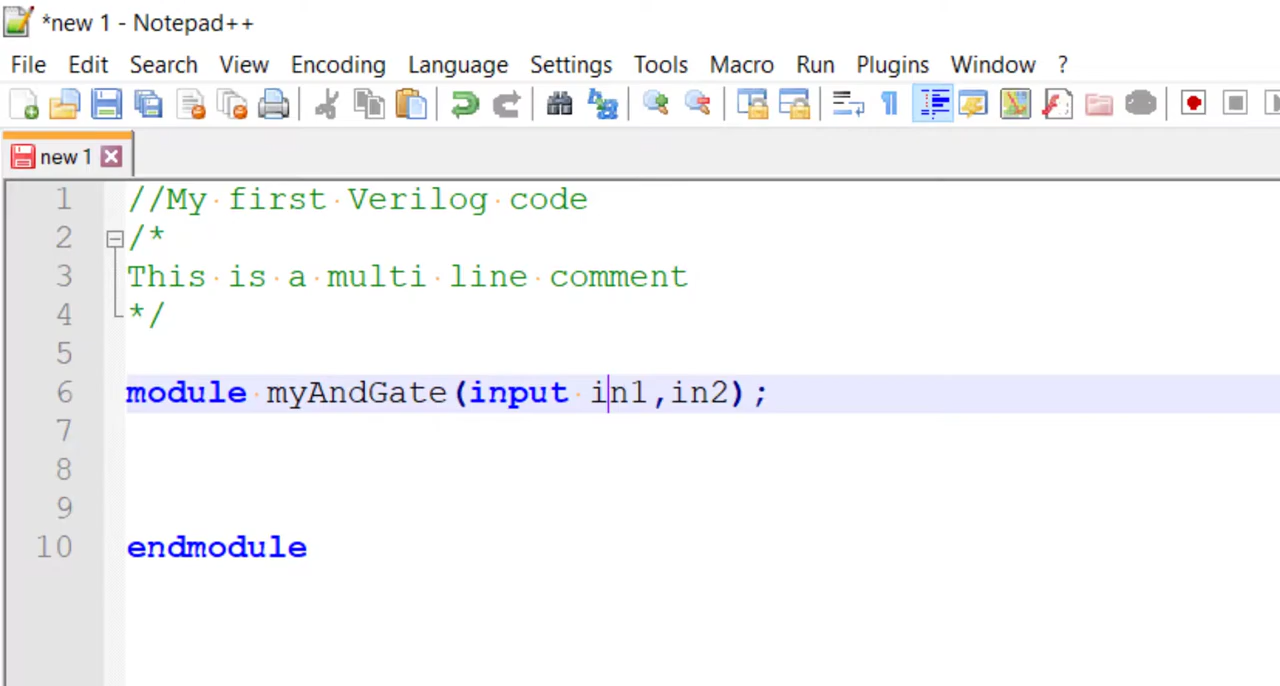 *new 1 - Notepad++
File Edit Search View Encoding Language Settings Tools Macro Run Plugins Window ?
new 1
1 //My first Verilog code
2 /*
3 This is a multi line comment
4 */
5
6 module myAndGate(input in1,in2);
7
8
9
10 endmodule